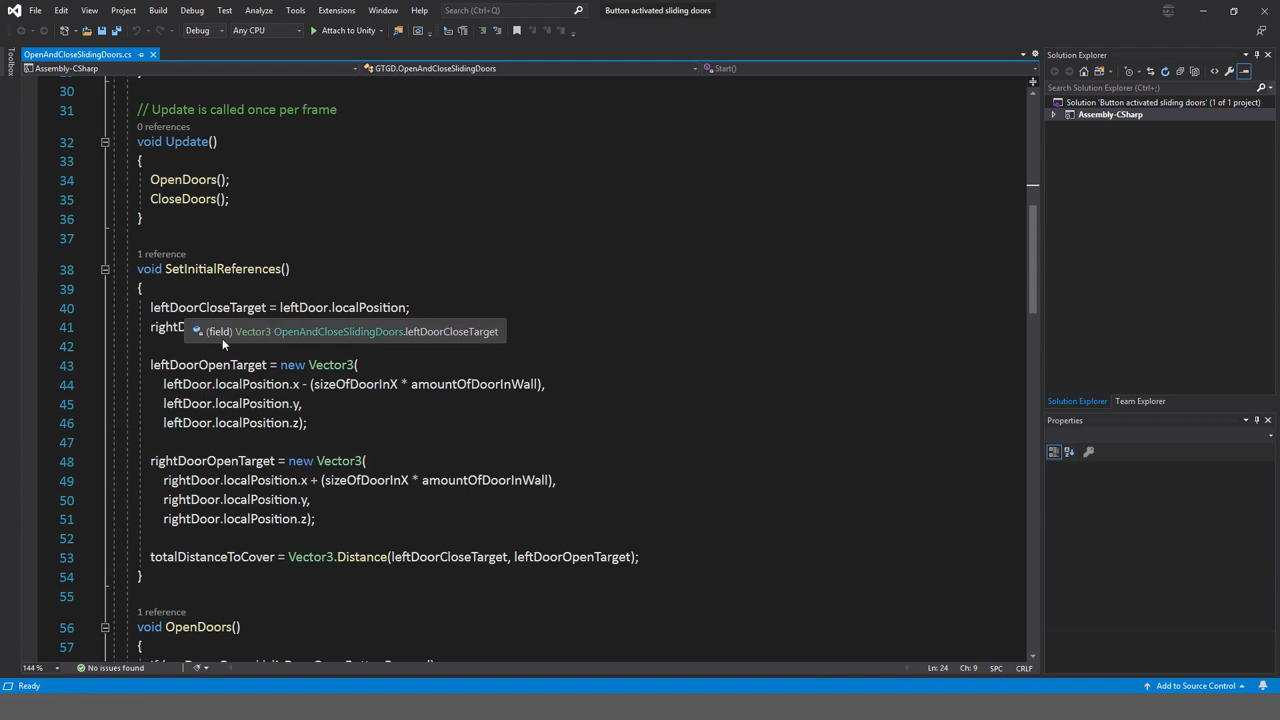 File Edit View Project Build Debug Test Analyze Tools Extensions Window Help Search (Ctrl+Q) Button activated sliding doors
Debug Any CPU Attach to Unity
Toolbox
OpenAndCloseSlidingDoors.cs
Assembly-CSharp GTGD.OpenAndCloseSlidingDoors Start()
30
31 // Update is called once per frame
0 references
32 void Update()
33 {
34 OpenDoors();
35 CloseDoors();
36 }
37
1 reference
38 void SetInitialReferences()
39 {
40 leftDoorCloseTarget = leftDoor.localPosition;
41 rightD
(field) Vector3 OpenAndCloseSlidingDoors.leftDoorCloseTarget
42
43 leftDoorOpenTarget = new Vector3(
44 leftDoor.localPosition.x - (sizeOfDoorInX * amountOfDoorInWall),
45 leftDoor.localPosition.y,
46 leftDoor.localPosition.z);
47
48 rightDoorOpenTarget = new Vector3(
49 rightDoor.localPosition.x + (sizeOfDoorInX * amountOfDoorInWall),
50 rightDoor.localPosition.y,
51 rightDoor.localPosition.z);
52
53 totalDistanceToCover = Vector3.Distance(leftDoorCloseTarget, leftDoorOpenTarget);
54 }
55
1 reference
56 void OpenDoors()
57 {
144 % No issues found Ln: 24 Ch: 9 SPC CRLF
Solution Explorer
Search Solution Explorer (Ctrl+;)
Solution 'Button activated sliding doors' (1 of 1 project)
Assembly-CSharp
Solution Explorer Team Explorer
Properties
Ready Add to Source Control